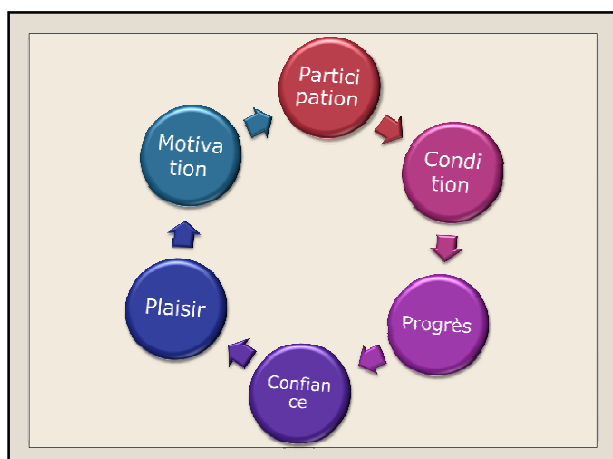 Partici
pation
Condi
tion
Progrès
Confian
ce
Plaisir
Motiva
tion